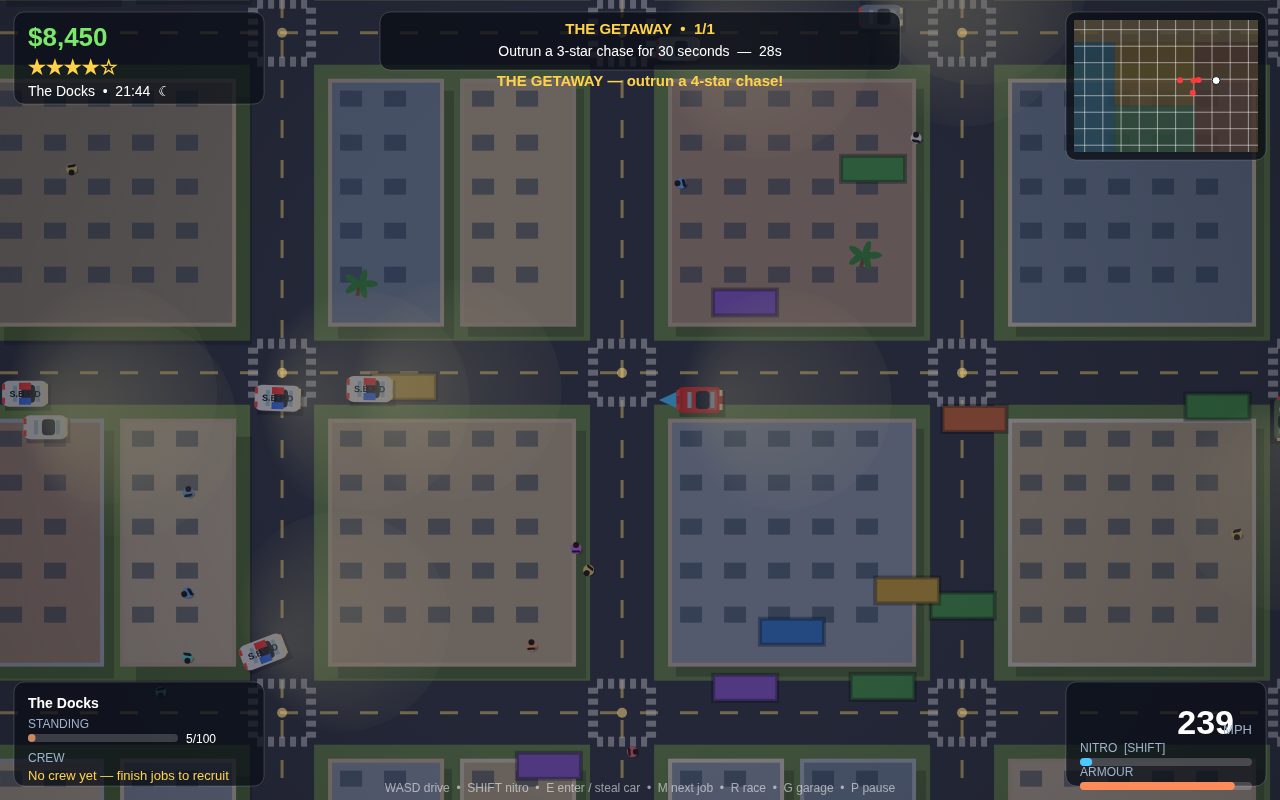 $8,450
★★★★☆
The Docks • 21:44 ☾
THE GETAWAY • 1/1
Outrun a 3-star chase for 30 seconds — 28s
THE GETAWAY — outrun a 4-star chase!
The Docks
STANDING
5/100
CREW
No crew yet — finish jobs to recruit
239 MPH
NITRO [SHIFT]
ARMOUR
WASD drive • SHIFT nitro • E enter / steal car • M next job • R race • G garage • P pause